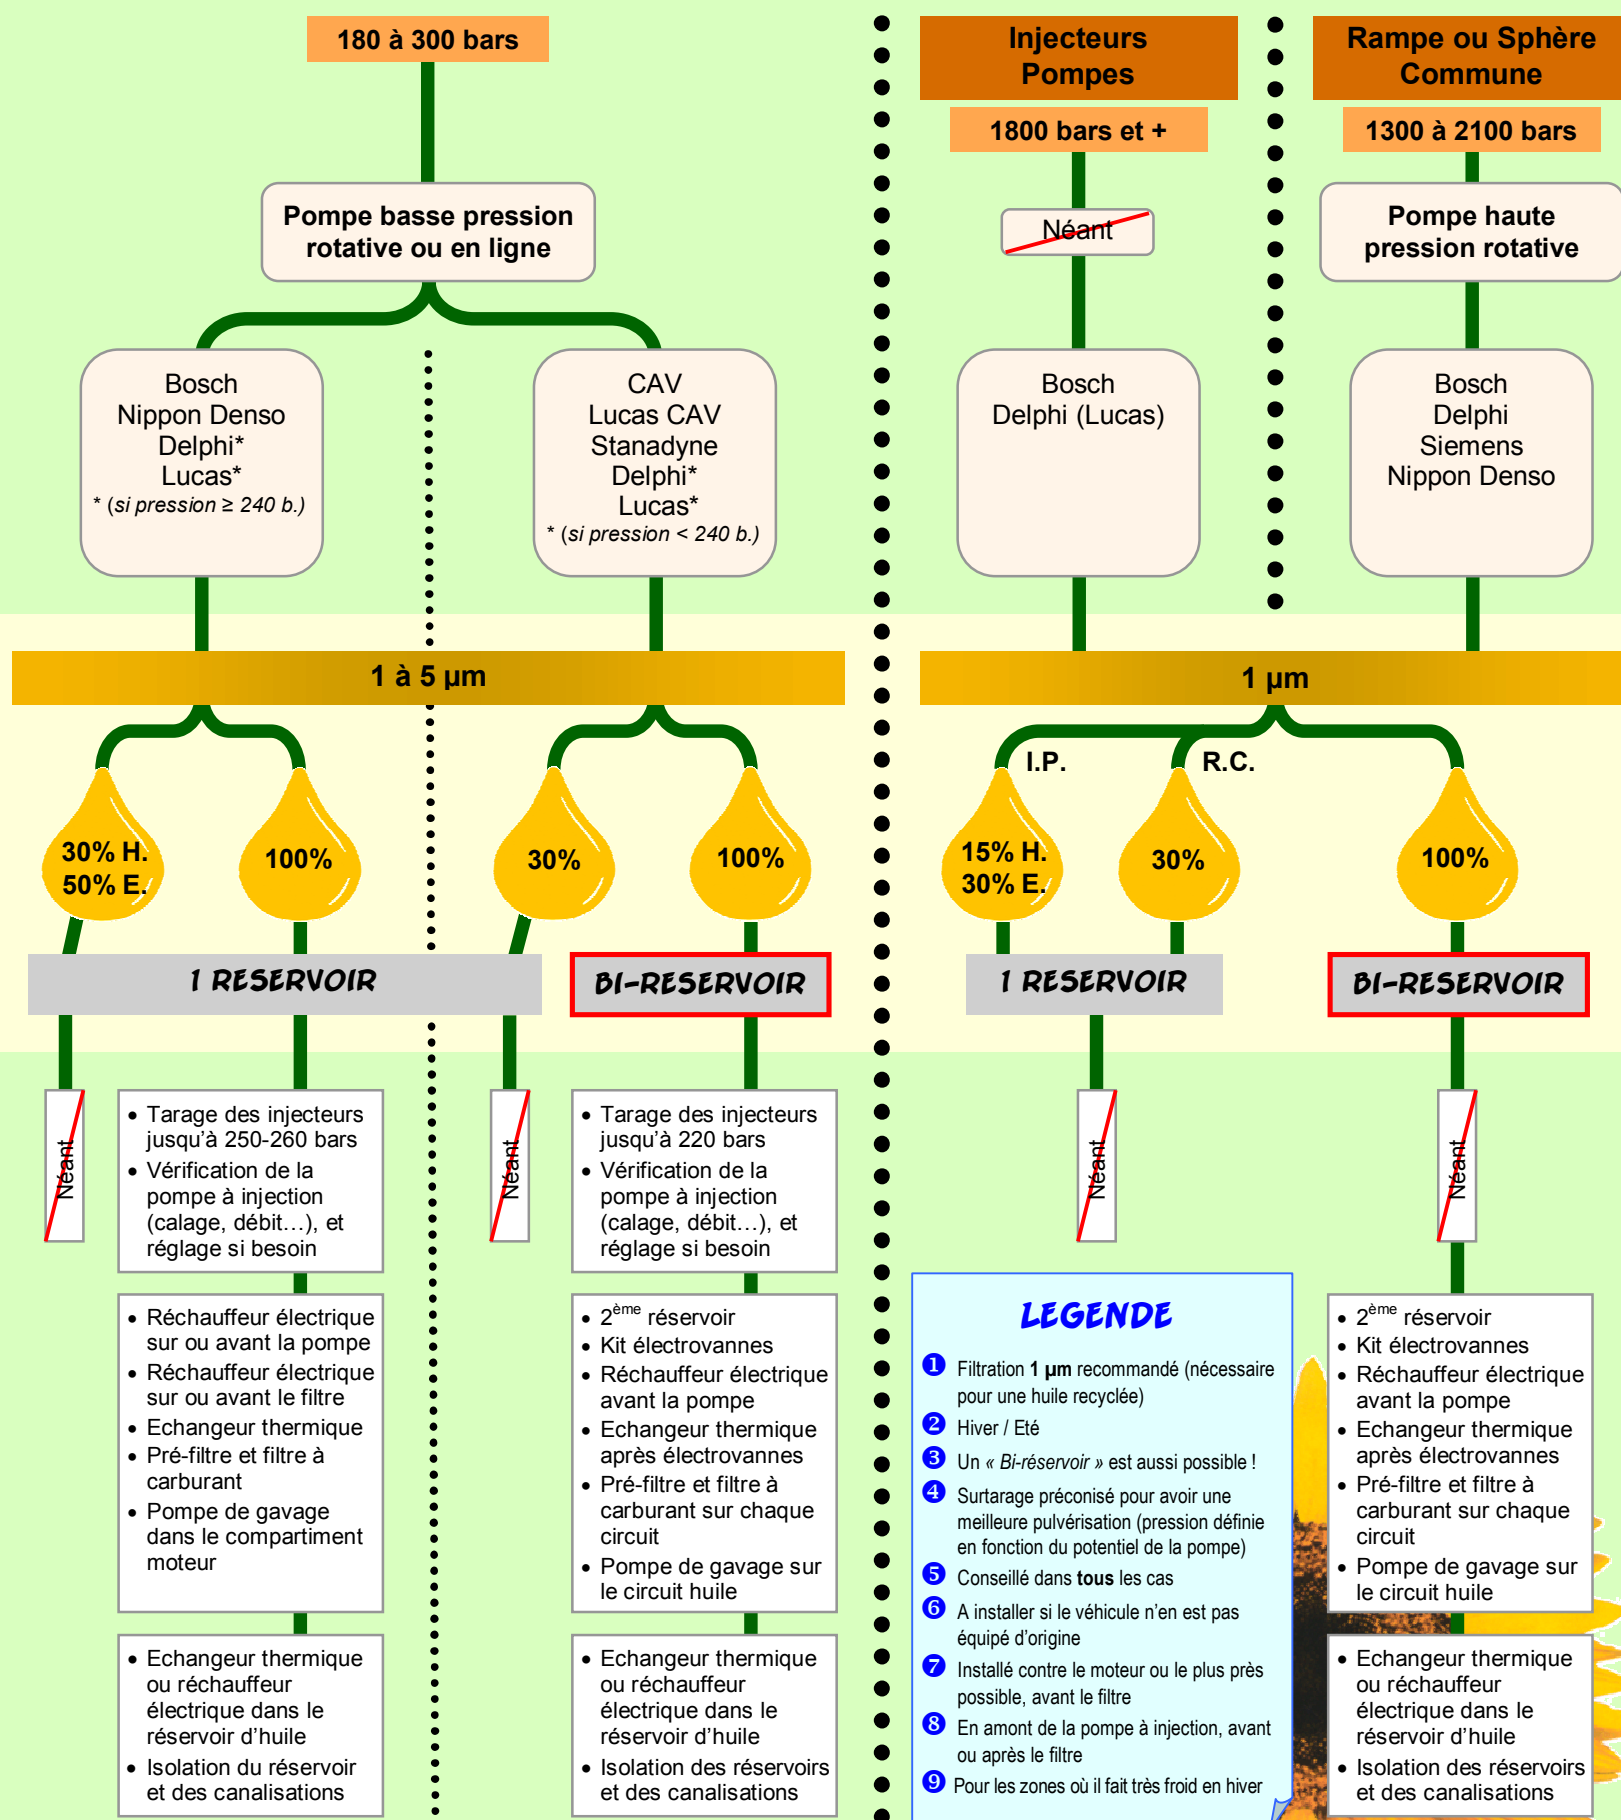 180 à 300 bars
Pompe basse pression
rotative ou en ligne
Bosch
Nippon Denso
Delphi*
Lucas*
* (si pression ≥ 240 b.)
CAV
Lucas CAV
Stanadyne
Delphi*
Lucas*
* (si pression < 240 b.)
Injecteurs
Pompes
1800 bars et +
Néant
Bosch
Delphi (Lucas)
Rampe ou Sphère
Commune
1300 à 2100 bars
Pompe haute
pression rotative
Bosch
Delphi
Siemens
Nippon Denso
1 à 5 µm
1 µm
30% H.
50% E.
100%
30%
100%
I.P.
15% H.
30% E.
R.C.
30%
100%
1 RESERVOIR
BI-RESERVOIR
1 RESERVOIR
BI-RESERVOIR
Néant
• Tarage des injecteurs
jusqu'à 250-260 bars
• Vérification de la
pompe à injection
(calage, débit…), et
réglage si besoin
• Réchauffeur électrique
sur ou avant la pompe
• Réchauffeur électrique
sur ou avant le filtre
• Echangeur thermique
• Pré-filtre et filtre à
carburant
• Pompe de gavage
dans le compartiment
moteur
• Echangeur thermique
ou réchauffeur
électrique dans le
réservoir d'huile
• Isolation du réservoir
et des canalisations
Néant
• Tarage des injecteurs
jusqu'à 220 bars
• Vérification de la
pompe à injection
(calage, débit…), et
réglage si besoin
• 2ème réservoir
• Kit électrovannes
• Réchauffeur électrique
avant la pompe
• Echangeur thermique
après électrovannes
• Pré-filtre et filtre à
carburant sur chaque
circuit
• Pompe de gavage sur
le circuit huile
• Echangeur thermique
ou réchauffeur
électrique dans le
réservoir d'huile
• Isolation des réservoirs
et des canalisations
Néant
LEGENDE
❶ Filtration 1 µm recommandé (nécessaire
pour une huile recyclée)
❷ Hiver / Eté
❸ Un « Bi-réservoir » est aussi possible !
❹ Surtarage préconisé pour avoir une
meilleure pulvérisation (pression définie
en fonction du potentiel de la pompe)
❺ Conseillé dans tous les cas
❻ A installer si le véhicule n'en est pas
équipé d'origine
❼ Installé contre le moteur ou le plus près
possible, avant le filtre
❽ En amont de la pompe à injection, avant
ou après le filtre
❾ Pour les zones où il fait très froid en hiver
Néant
• 2ème réservoir
• Kit électrovannes
• Réchauffeur électrique
avant la pompe
• Echangeur thermique
après électrovannes
• Pré-filtre et filtre à
carburant sur chaque
circuit
• Pompe de gavage sur
le circuit huile
• Echangeur thermique
ou réchauffeur
électrique dans le
réservoir d'huile
• Isolation des réservoirs
et des canalisations